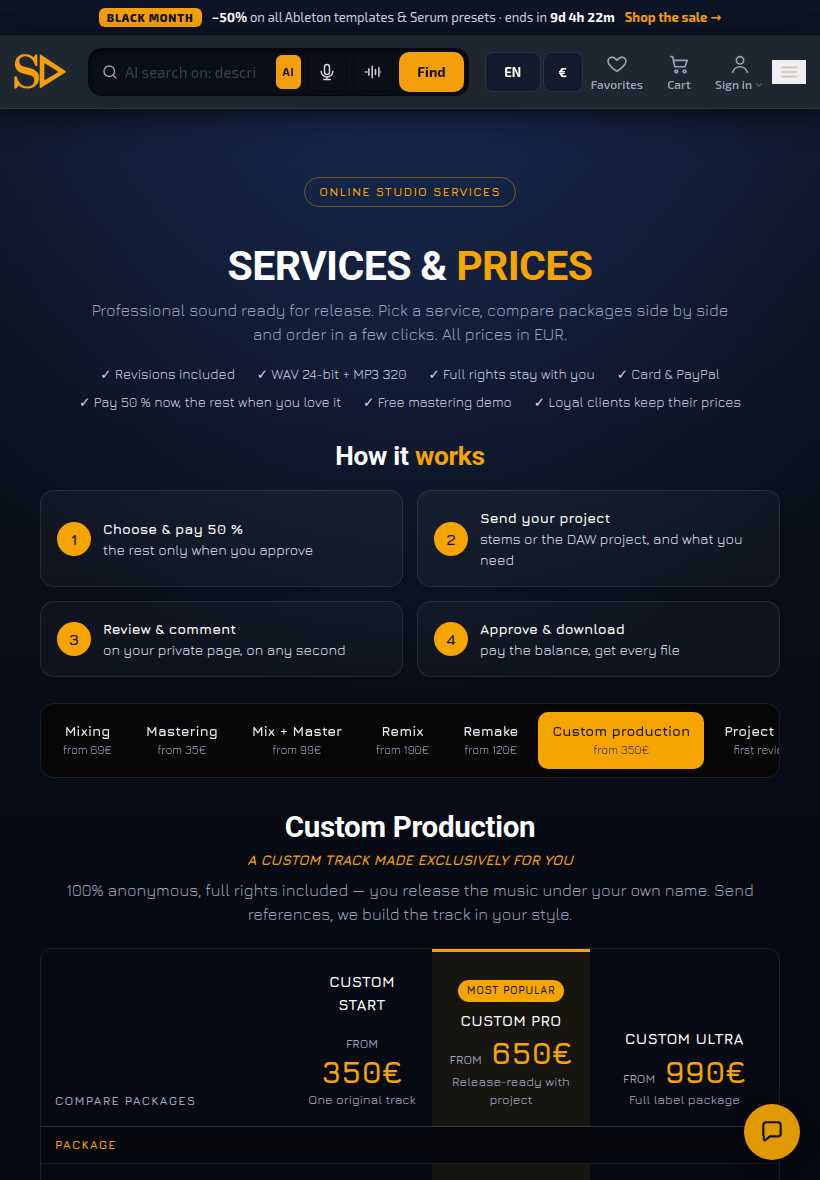 BLACK MONTH −50% on all Ableton templates & Serum presets · ends in 9d 4h 22m Shop the sale →
S
AI search on: descri
AI
Find
EN
€
Favorites
Cart
Sign in
ONLINE STUDIO SERVICES
SERVICES & PRICES
Professional sound ready for release. Pick a service, compare packages side by side
and order in a few clicks. All prices in EUR.
✓ Revisions included ✓ WAV 24-bit + MP3 320 ✓ Full rights stay with you ✓ Card & PayPal
✓ Pay 50 % now, the rest when you love it ✓ Free mastering demo ✓ Loyal clients keep their prices
How it works
1
Choose & pay 50 %
the rest only when you approve
2
Send your project
stems or the DAW project, and what you
need
3
Review & comment
on your private page, on any second
4
Approve & download
pay the balance, get every file
Mixing
from 69€
Mastering
from 35€
Mix + Master
from 99€
Remix
from 190€
Remake
from 120€
Custom production
from 350€
Project
first
Custom Production
A CUSTOM TRACK MADE EXCLUSIVELY FOR YOU
100% anonymous, full rights included — you release the music under your own name. Send
references, we build the track in your style.
COMPARE PACKAGES
CUSTOM
START
FROM
350€
One original track
MOST POPULAR
CUSTOM PRO
FROM 650€
Release-ready with
project
CUSTOM ULTRA
FROM 990€
Full label package
PACKAGE